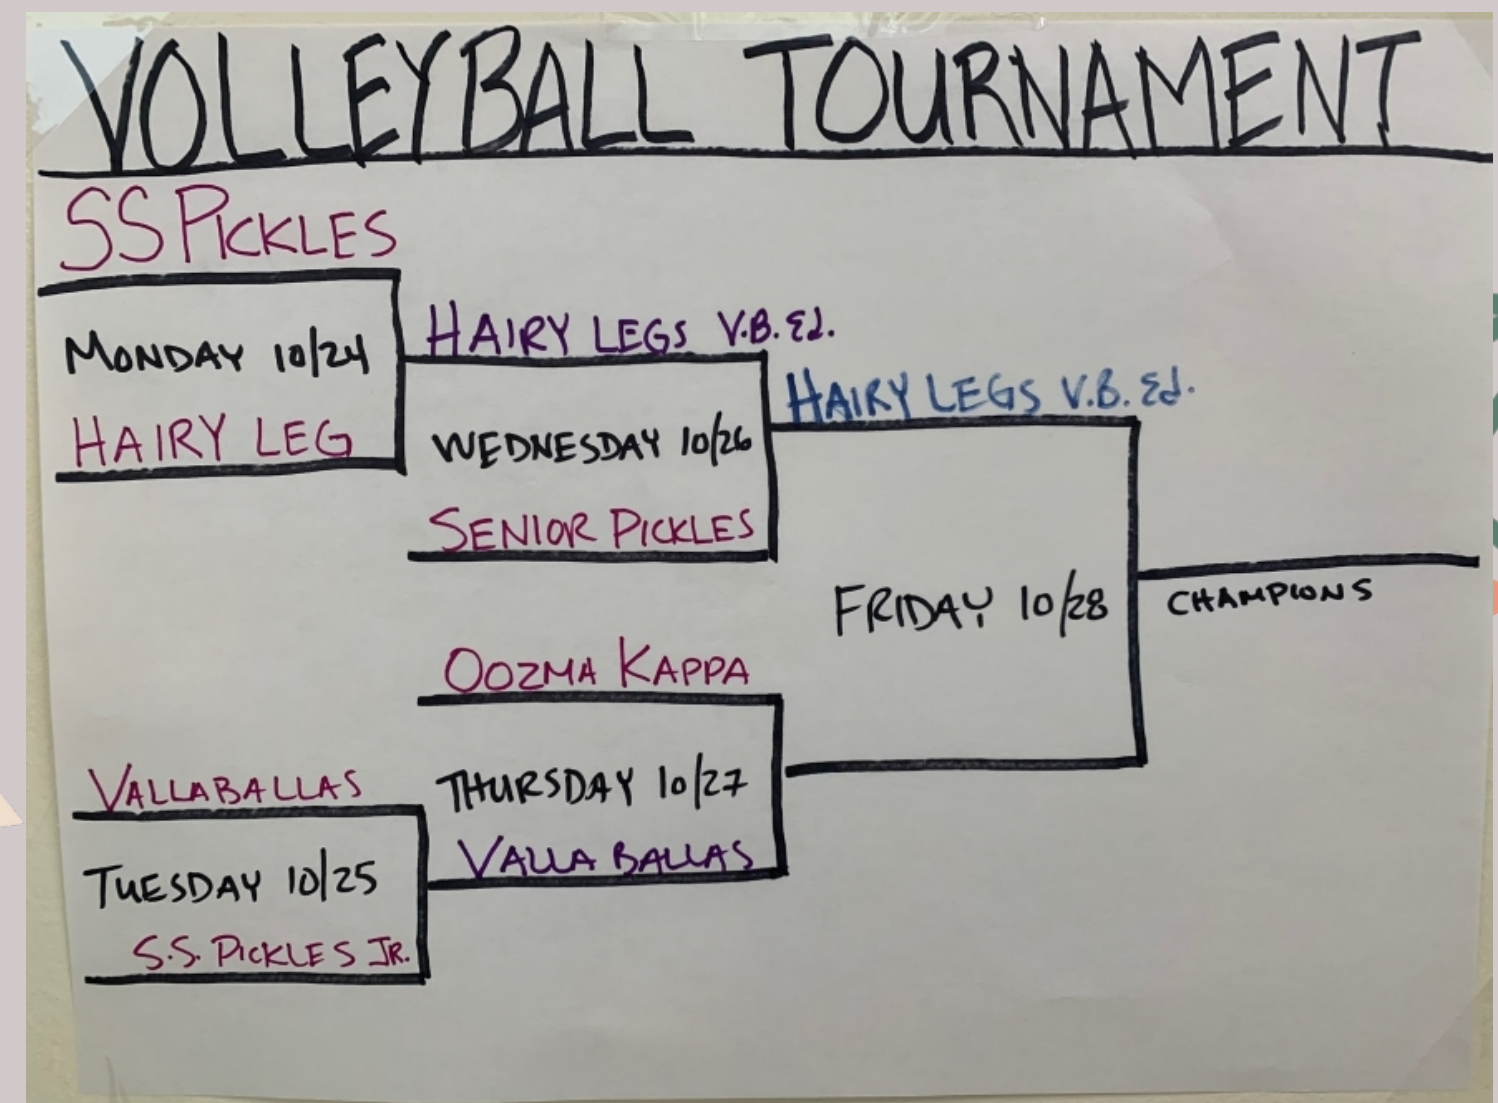 VOLLEYBALL TOURNAMENT
SS PICKLES
MONDAY 10/24
HAIRY LEG
HAIRY LEGS V.B. Ed.
WEDNESDAY 10/26
SENIOR PICKLES
HAIRY LEGS V.B. Ed.
FRIDAY 10/28
CHAMPIONS
OOZMA KAPPA
THURSDAY 10/27
VALLA BALLAS
VALLABALLAS
TUESDAY 10/25
S.S. PICKLES JR.